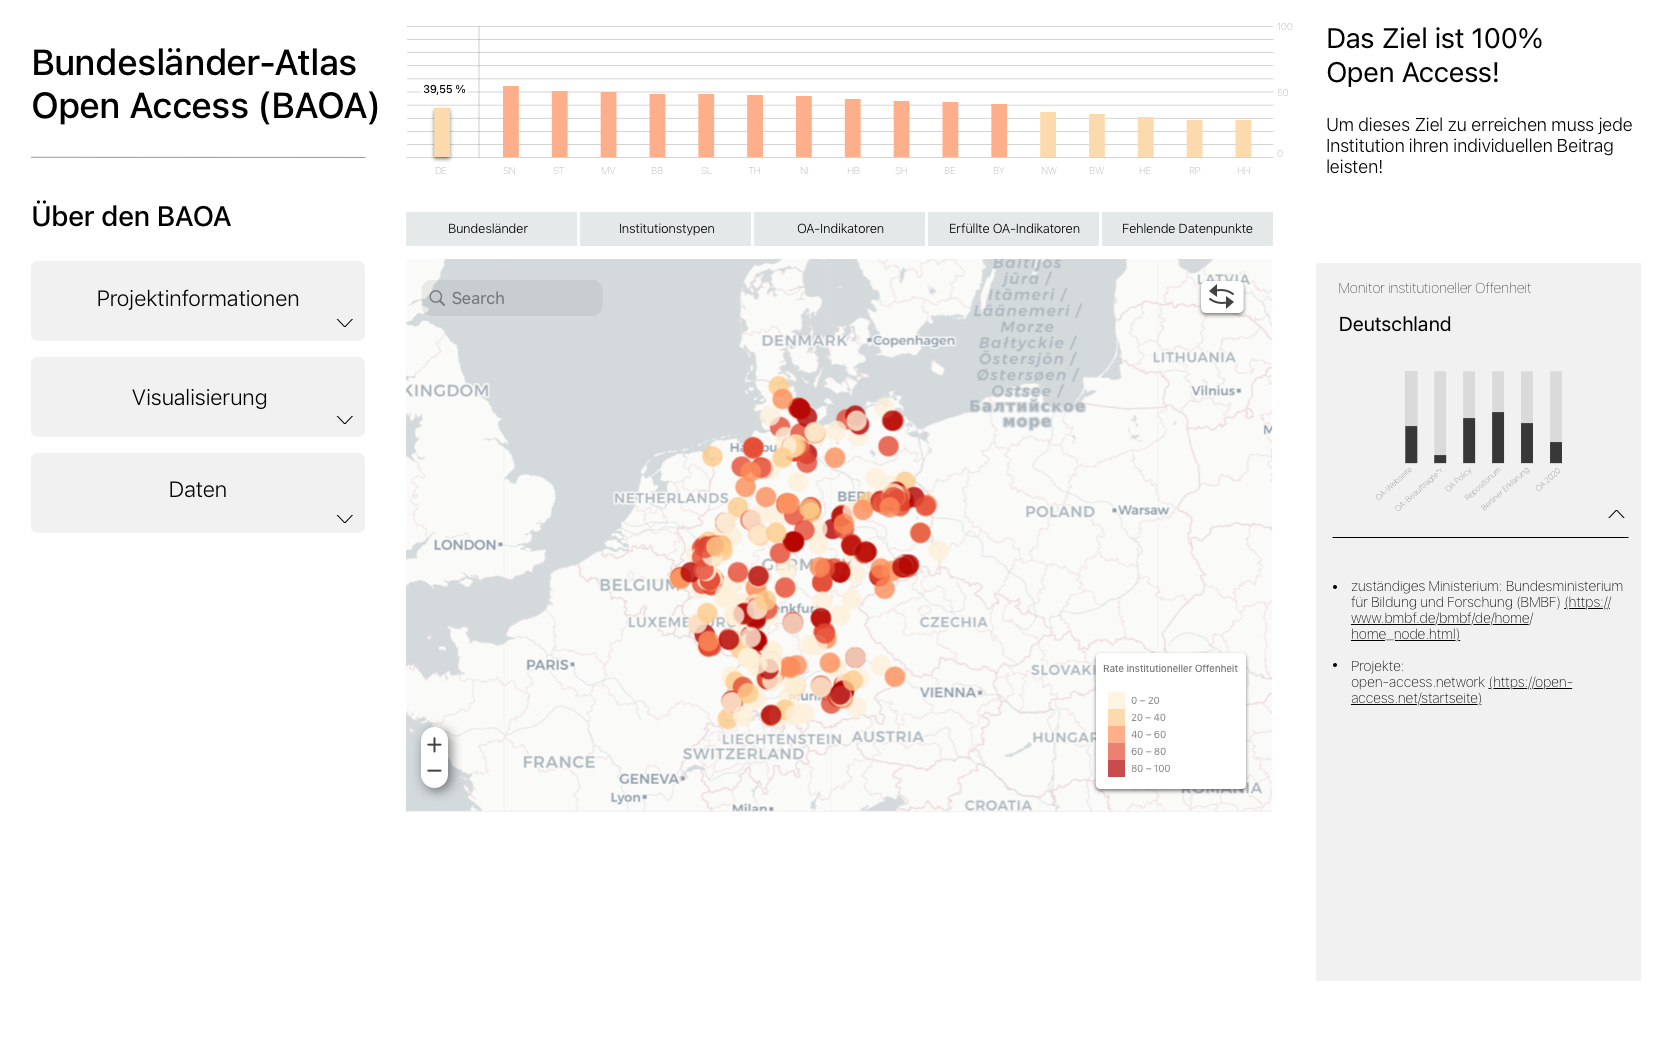 Bundesländer-Atlas
Open Access (BAOA)
Über den BAOA
Projektinformationen
Visualisierung
Daten
100
50
0
39,55 %
DE SN ST MV BB SL TH NI HB SH BE BY NW BW HE RP HH
Bundesländer
Institutionstypen
OA-Indikatoren
Erfüllte OA-Indikatoren
Fehlende Datenpunkte
Search
Baltijos
jūra /
Itämeri /
Läänemeri /
Morze
Bałtyckie /
Östersjön /
Østersøen /
Ostsee /
Балтийское
море
LATVIA
DENMARK
Copenhagen
LITHUANIA
Vilnius
KINGDOM
NETHERLANDS
POLAND
Warsaw
LONDON
BELGIUM
CZECHIA
PARIS
VIENNA
LIECHTENSTEIN
AUSTRIA
SWITZERLAND
FRANCE
GENEVA
Lyon
Milan
CROATIA
ROMANIA
Rate institutioneller Offenheit
0 – 20
20 – 40
40 – 60
60 – 80
80 – 100
+
−
Das Ziel ist 100%
Open Access!
Um dieses Ziel zu erreichen muss jede
Institution ihren individuellen Beitrag
leisten!
Monitor institutioneller Offenheit
Deutschland
OA-Webseite
OA-Beauftragte*r
OA Policy
Repositorium
Berliner Erklärung
OA 2020
• zuständiges Ministerium: Bundesministerium
für Bildung und Forschung (BMBF) (https://
www.bmbf.de/bmbf/de/home/
home_node.html)
• Projekte:
open-access.network (https://open-
access.net/startseite)